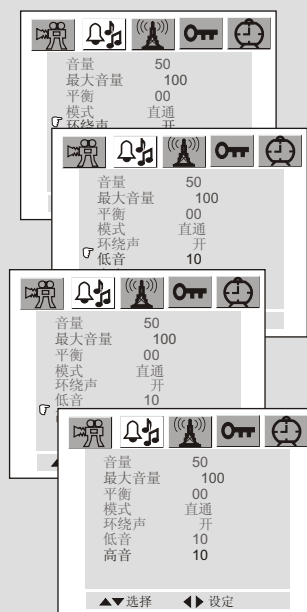 音量 50
最大音量 100
平衡 00
模式 直通
环绕声 开
音量 50
最大音量 100
平衡 00
模式 直通
环绕声 开
低音 10
音量 50
最大音量 100
平衡 00
模式 直通
环绕声 开
低音 10
音量 50
最大音量 100
平衡 00
模式 直通
环绕声 开
低音 10
高音 10
▲▼选择 ◀▶ 设定